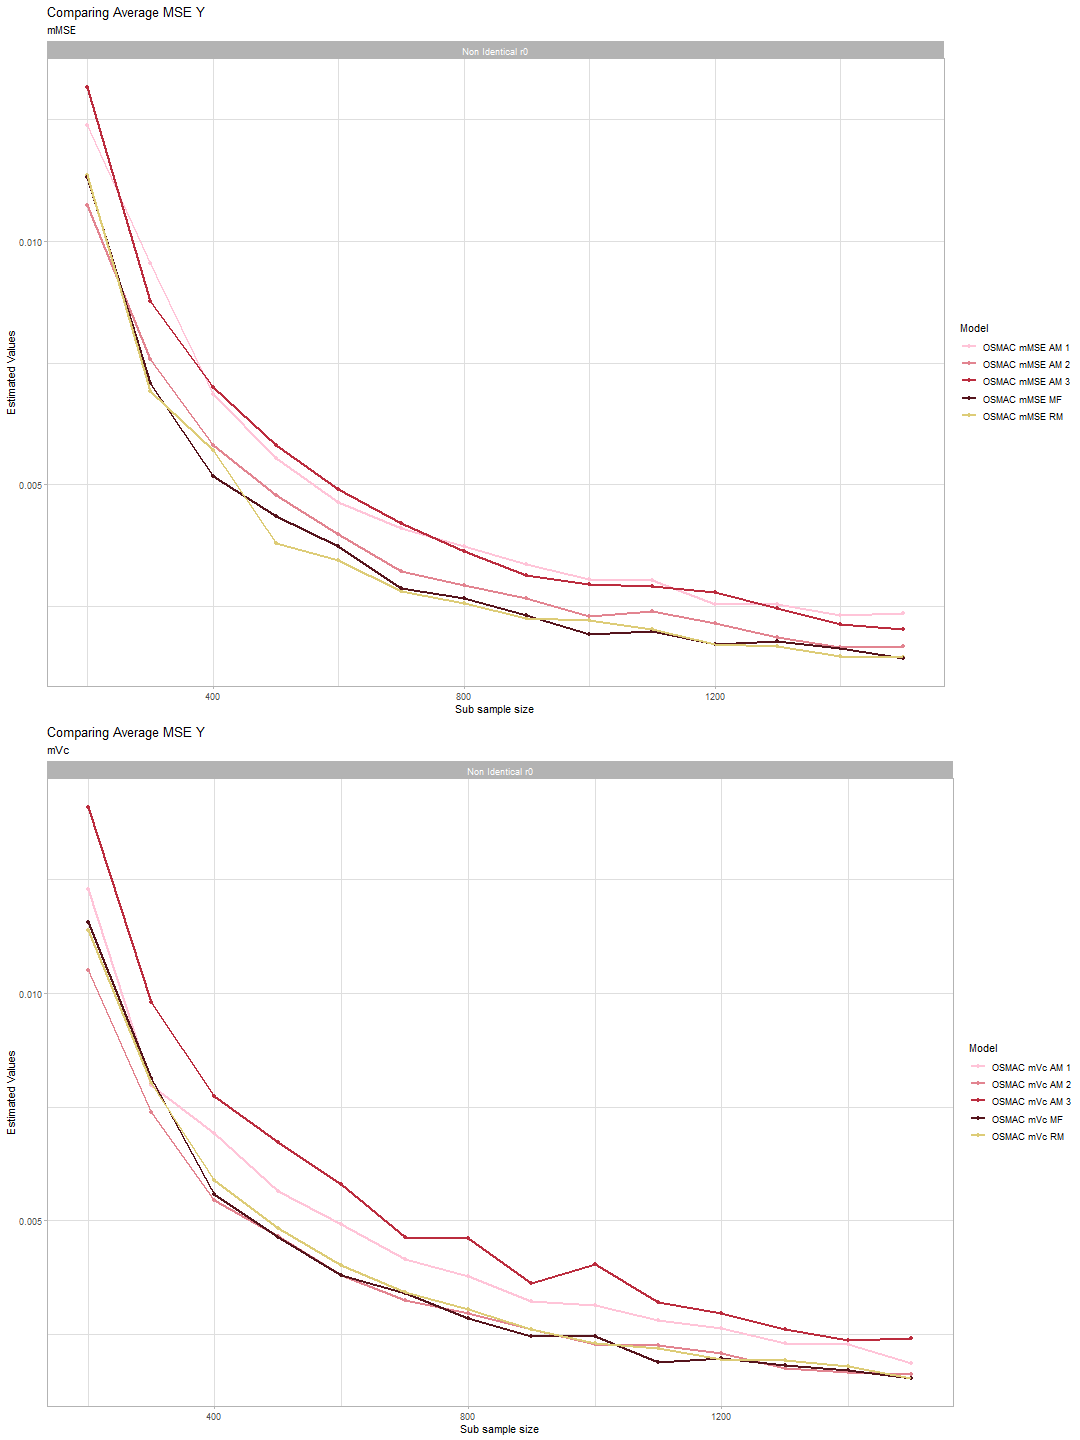 Comparing Average MSE Y
mMSE
Non Identical r0
0.010
0.005
Estimated Values
400
800
1200
Sub sample size
Model
OSMAC mMSE AM 1
OSMAC mMSE AM 2
OSMAC mMSE AM 3
OSMAC mMSE MF
OSMAC mMSE RM
Comparing Average MSE Y
mVc
Non Identical r0
0.010
0.005
Estimated Values
400
800
1200
Sub sample size
Model
OSMAC mVc AM 1
OSMAC mVc AM 2
OSMAC mVc AM 3
OSMAC mVc MF
OSMAC mVc RM